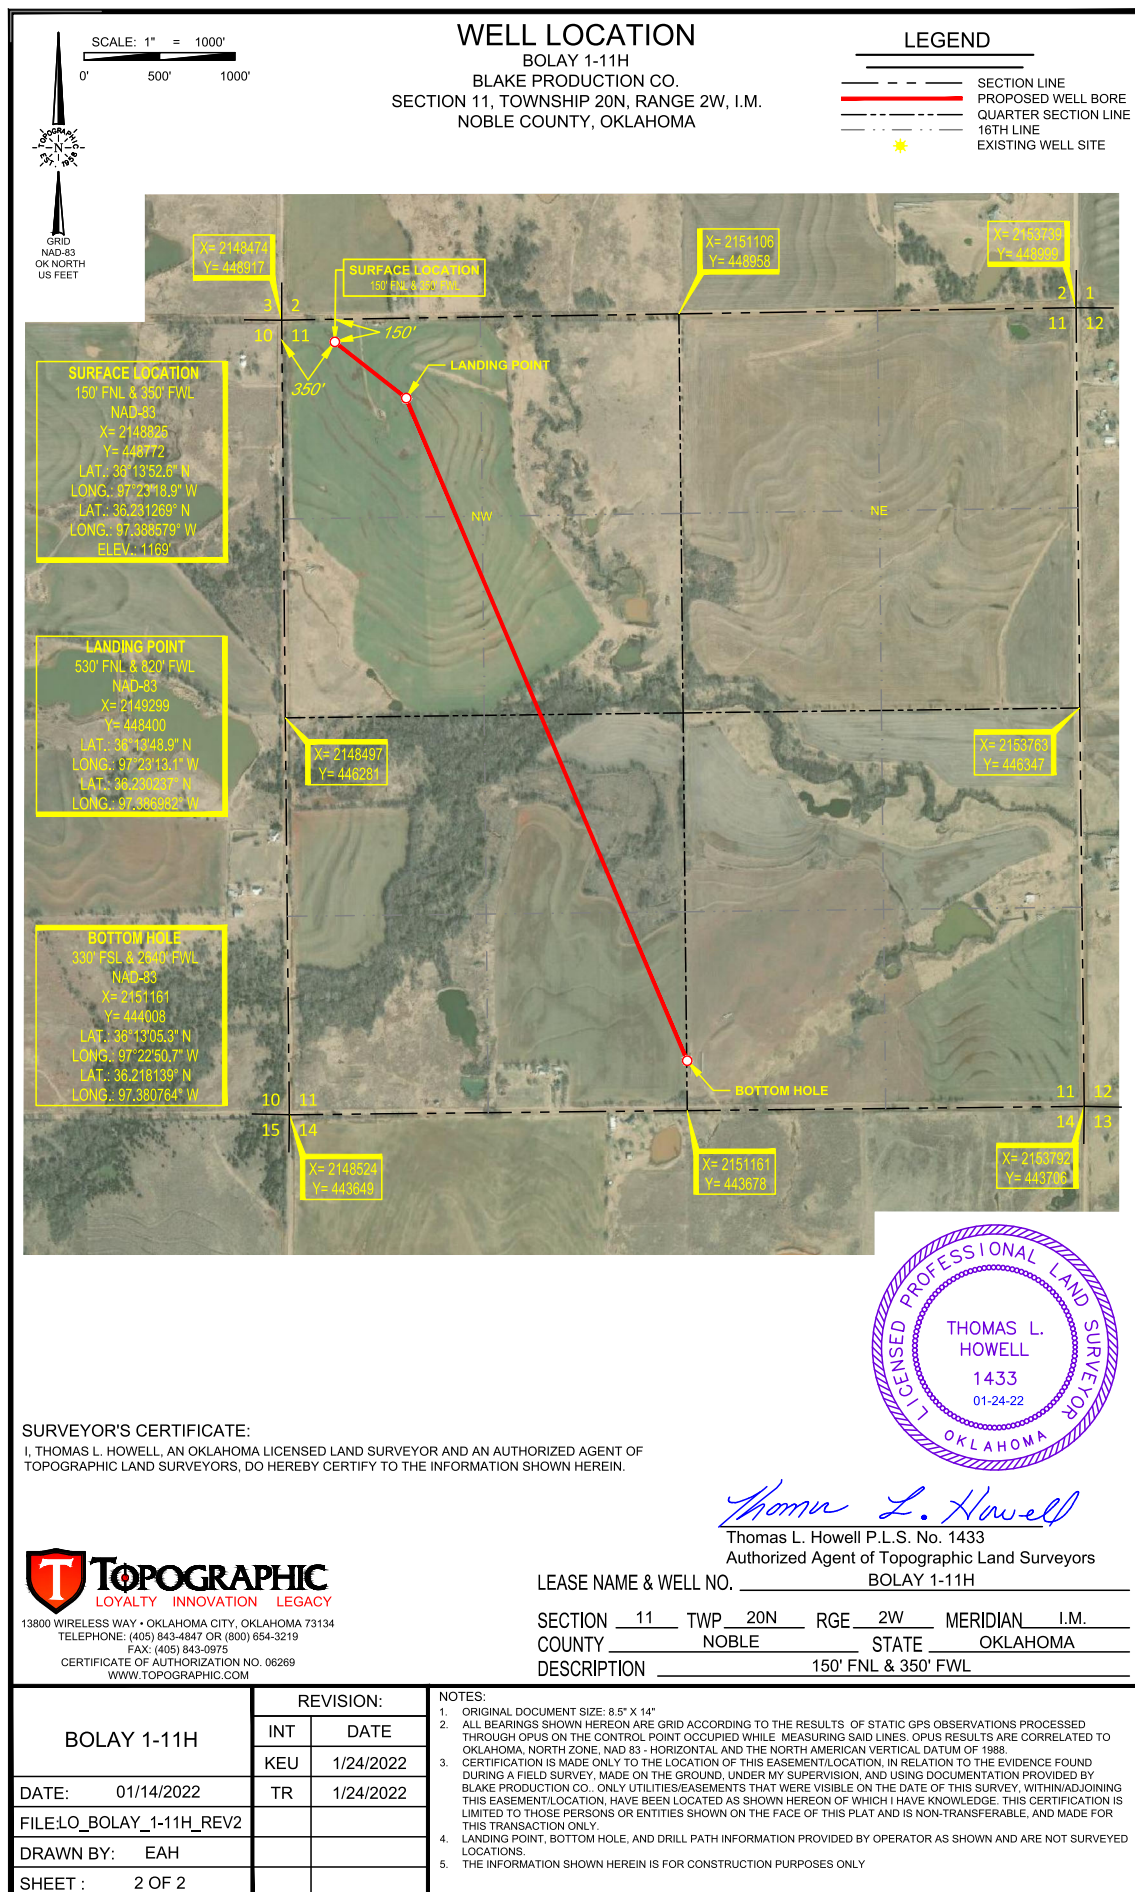 WELL LOCATION
BOLAY 1-11H
BLAKE PRODUCTION CO.
SECTION 11, TOWNSHIP 20N, RANGE 2W, I.M.
NOBLE COUNTY, OKLAHOMA
SCALE: 1" = 1000'
0' 500' 1000'
TOPOGRAPHIC
EST. 1958
N
GRID
NAD-83
OK NORTH
US FEET
LEGEND
SECTION LINE
PROPOSED WELL BORE
QUARTER SECTION LINE
16TH LINE
EXISTING WELL SITE
X= 2148474
Y= 448917
SURFACE LOCATION
150' FNL & 350' FWL
X= 2151106
Y= 448958
X= 2153739
Y= 448999
3 2
10 11
2 1
11 12
150'
350'
LANDING POINT
NW
NE
SURFACE LOCATION
150' FNL & 350' FWL
NAD-83
X= 2148825
Y= 448772
LAT.: 36°13'52.6" N
LONG.: 97°23'18.9" W
LAT.: 36.231269° N
LONG.: 97.388579° W
ELEV.: 1169'
LANDING POINT
530' FNL & 820' FWL
NAD-83
X= 2149299
Y= 448400
LAT.: 36°13'48.9" N
LONG.: 97°23'13.1" W
LAT.: 36.230237° N
LONG.: 97.386982° W
X= 2148497
Y= 446281
X= 2153763
Y= 446347
BOTTOM HOLE
330' FSL & 2640' FWL
NAD-83
X= 2151161
Y= 444008
LAT.: 36°13'05.3" N
LONG.: 97°22'50.7" W
LAT.: 36.218139° N
LONG.: 97.380764° W
BOTTOM HOLE
10 11
15 14
11 12
14 13
X= 2148524
Y= 443649
X= 2151161
Y= 443678
X= 2153792
Y= 443706
LICENSED PROFESSIONAL LAND SURVEYOR
THOMAS L.
HOWELL
1433
01-24-22
OKLAHOMA
SURVEYOR'S CERTIFICATE:
I, THOMAS L. HOWELL, AN OKLAHOMA LICENSED LAND SURVEYOR AND AN AUTHORIZED AGENT OF
TOPOGRAPHIC LAND SURVEYORS, DO HEREBY CERTIFY TO THE INFORMATION SHOWN HEREIN.
Thomas L. Howell
Thomas L. Howell P.L.S. No. 1433
Authorized Agent of Topographic Land Surveyors
T TOPOGRAPHIC
LOYALTY INNOVATION LEGACY
13800 WIRELESS WAY • OKLAHOMA CITY, OKLAHOMA 73134
TELEPHONE: (405) 843-4847 OR (800) 654-3219
FAX: (405) 843-0975
CERTIFICATE OF AUTHORIZATION NO. 06269
WWW.TOPOGRAPHIC.COM
LEASE NAME & WELL NO. BOLAY 1-11H
SECTION 11 TWP 20N RGE 2W MERIDIAN I.M.
COUNTY NOBLE STATE OKLAHOMA
DESCRIPTION 150' FNL & 350' FWL
BOLAY 1-11H
DATE: 01/14/2022
FILE:LO_BOLAY_1-11H_REV2
DRAWN BY: EAH
SHEET : 2 OF 2
REVISION:
INT DATE
KEU 1/24/2022
TR 1/24/2022
NOTES:
1. ORIGINAL DOCUMENT SIZE: 8.5" X 14"
2. ALL BEARINGS SHOWN HEREON ARE GRID ACCORDING TO THE RESULTS OF STATIC GPS OBSERVATIONS PROCESSED
THROUGH OPUS ON THE CONTROL POINT OCCUPIED WHILE MEASURING SAID LINES. OPUS RESULTS ARE CORRELATED TO
OKLAHOMA, NORTH ZONE, NAD 83 - HORIZONTAL AND THE NORTH AMERICAN VERTICAL DATUM OF 1988.
3. CERTIFICATION IS MADE ONLY TO THE LOCATION OF THIS EASEMENT/LOCATION, IN RELATION TO THE EVIDENCE FOUND
DURING A FIELD SURVEY, MADE ON THE GROUND, UNDER MY SUPERVISION, AND USING DOCUMENTATION PROVIDED BY
BLAKE PRODUCTION CO.. ONLY UTILITIES/EASEMENTS THAT WERE VISIBLE ON THE DATE OF THIS SURVEY, WITHIN/ADJOINING
THIS EASEMENT/LOCATION, HAVE BEEN LOCATED AS SHOWN HEREON OF WHICH I HAVE KNOWLEDGE. THIS CERTIFICATION IS
LIMITED TO THOSE PERSONS OR ENTITIES SHOWN ON THE FACE OF THIS PLAT AND IS NON-TRANSFERABLE, AND MADE FOR
THIS TRANSACTION ONLY.
4. LANDING POINT, BOTTOM HOLE, AND DRILL PATH INFORMATION PROVIDED BY OPERATOR AS SHOWN AND ARE NOT SURVEYED
LOCATIONS.
5. THE INFORMATION SHOWN HEREIN IS FOR CONSTRUCTION PURPOSES ONLY